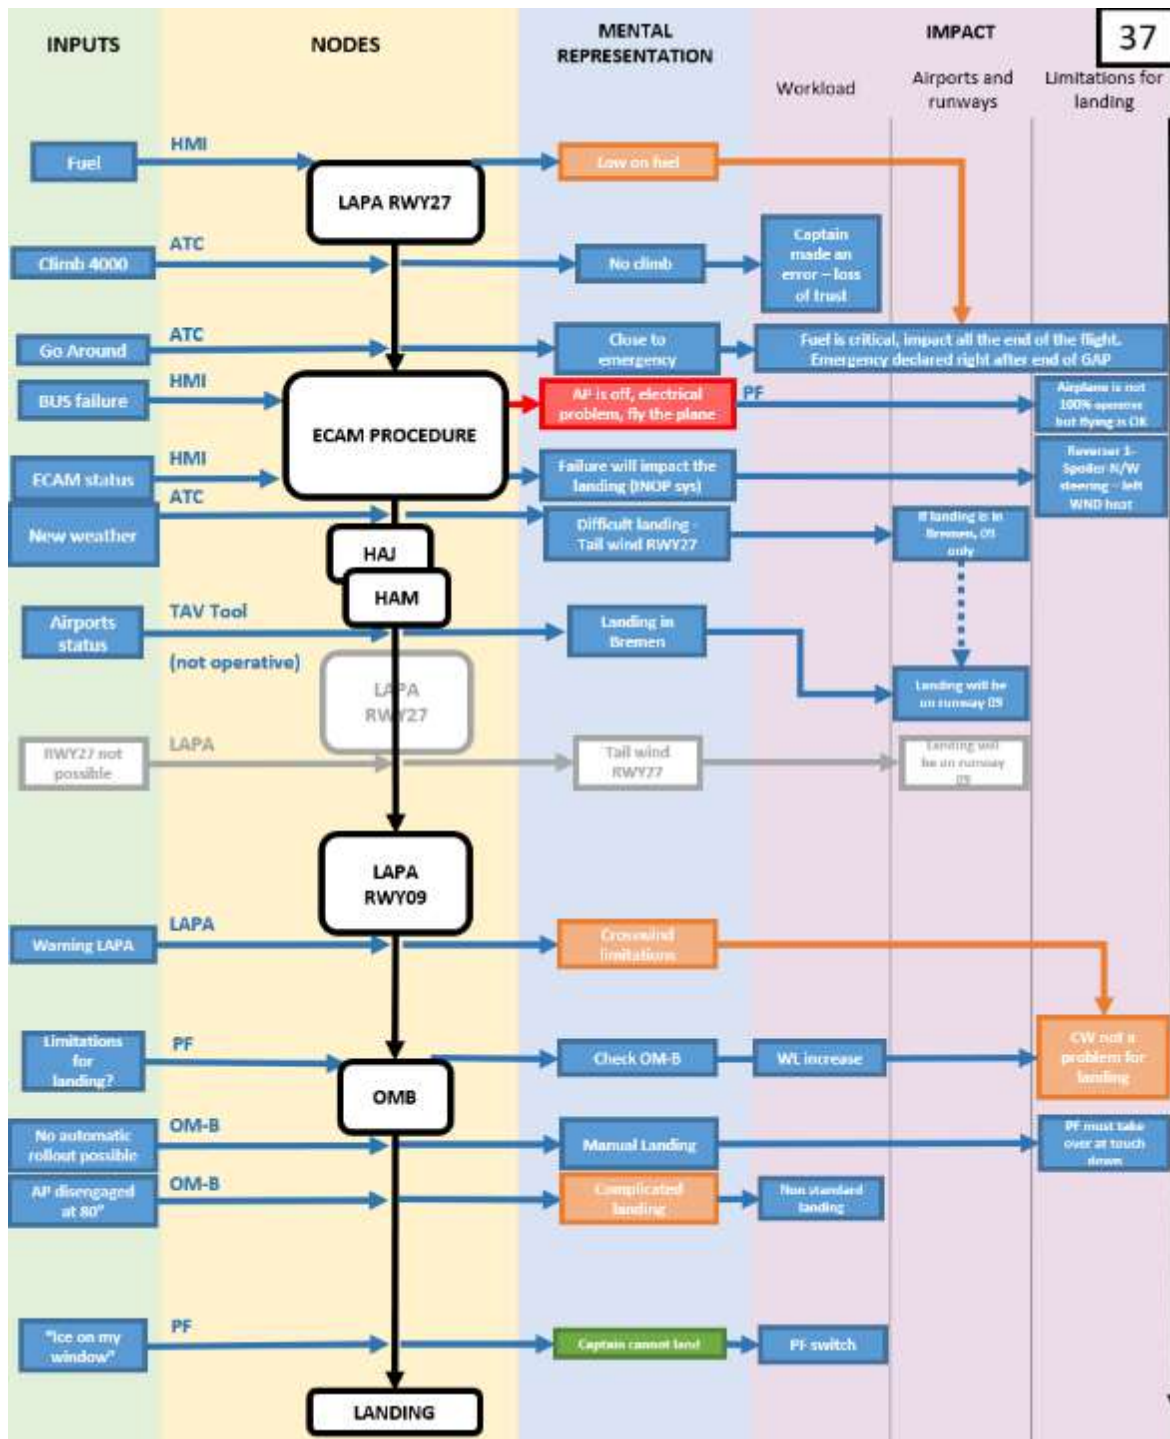 INPUTS
NODES
MENTAL
REPRESENTATION
IMPACT
37
Workload
Airports and
runways
Limitations for
landing
Fuel
HMI
LAPA RWY27
Low on fuel
Climb 4000
ATC
No climb
Captain
made an
error – loss
of trust
Go Around
ATC
Close to
emergency
Fuel is critical, impact all the end of the flight.
Emergency declared right after end of GAP
BUS failure
HMI
ECAM PROCEDURE
AP is off, electrical
problem, fly the plane
PF
Airplane is not
100% operative
but flying is OK
ECAM status
HMI
Failure will impact the
landing (INOP sys)
Reverser 1-
Spoiler-N/W
steering – left
WND heat
New weather
ATC
Difficult landing -
Tail wind RWY27
If landing is in
Bremen, 09
only
HAJ
HAM
Airports
status
TAV Tool
(not operative)
Landing in
Bremen
Landing will be
on runway 09
LAPA
RWY27
RWY27 not
possible
LAPA
Tail wind
RWY27
Landing will
be on runway
09
LAPA
RWY09
Warning LAPA
LAPA
Crosswind
limitations
Limitations
for
landing?
PF
OMB
Check OM-B
WL increase
CW not a
problem for
landing
No automatic
rollout possible
OM-B
Manual Landing
PF must take
over at touch
down
AP disengaged
at 80”
OM-B
Complicated
landing
Non standard
landing
“Ice on my
window”
PF
Captain cannot land
PF switch
LANDING